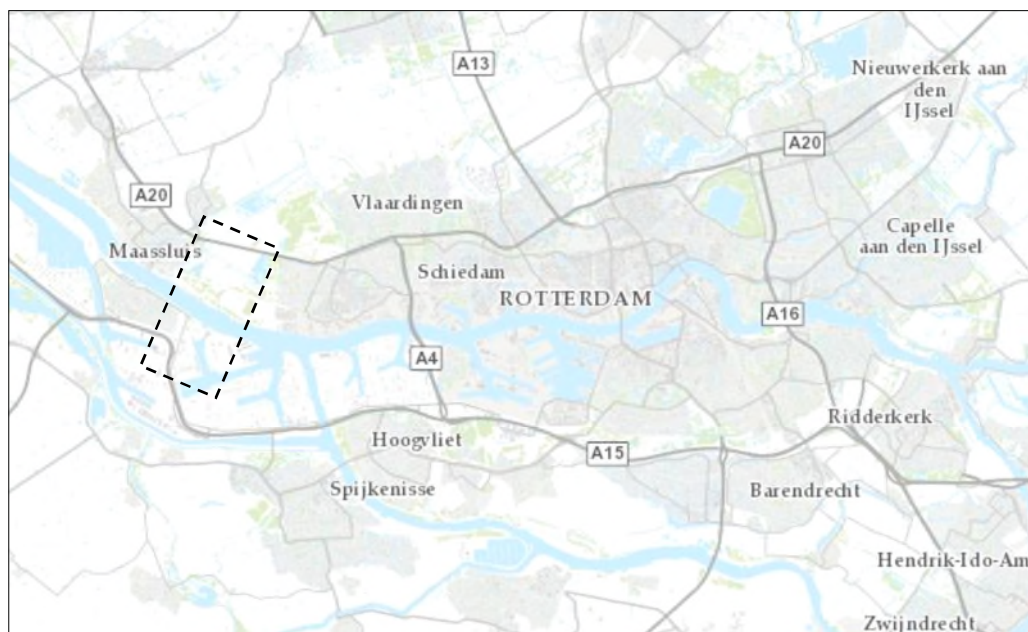 A13
Nieuwerkerk aan
den
IJssel
A20
A20
Vlaardingen
Maassluis
Capelle
aan den IJssel
Schiedam
ROTTERDAM
A16
A4
Ridderkerk
Hoogvliet
A15
Spijkenisse
Barendrecht
Hendrik-Ido-Am
Zwijndrecht